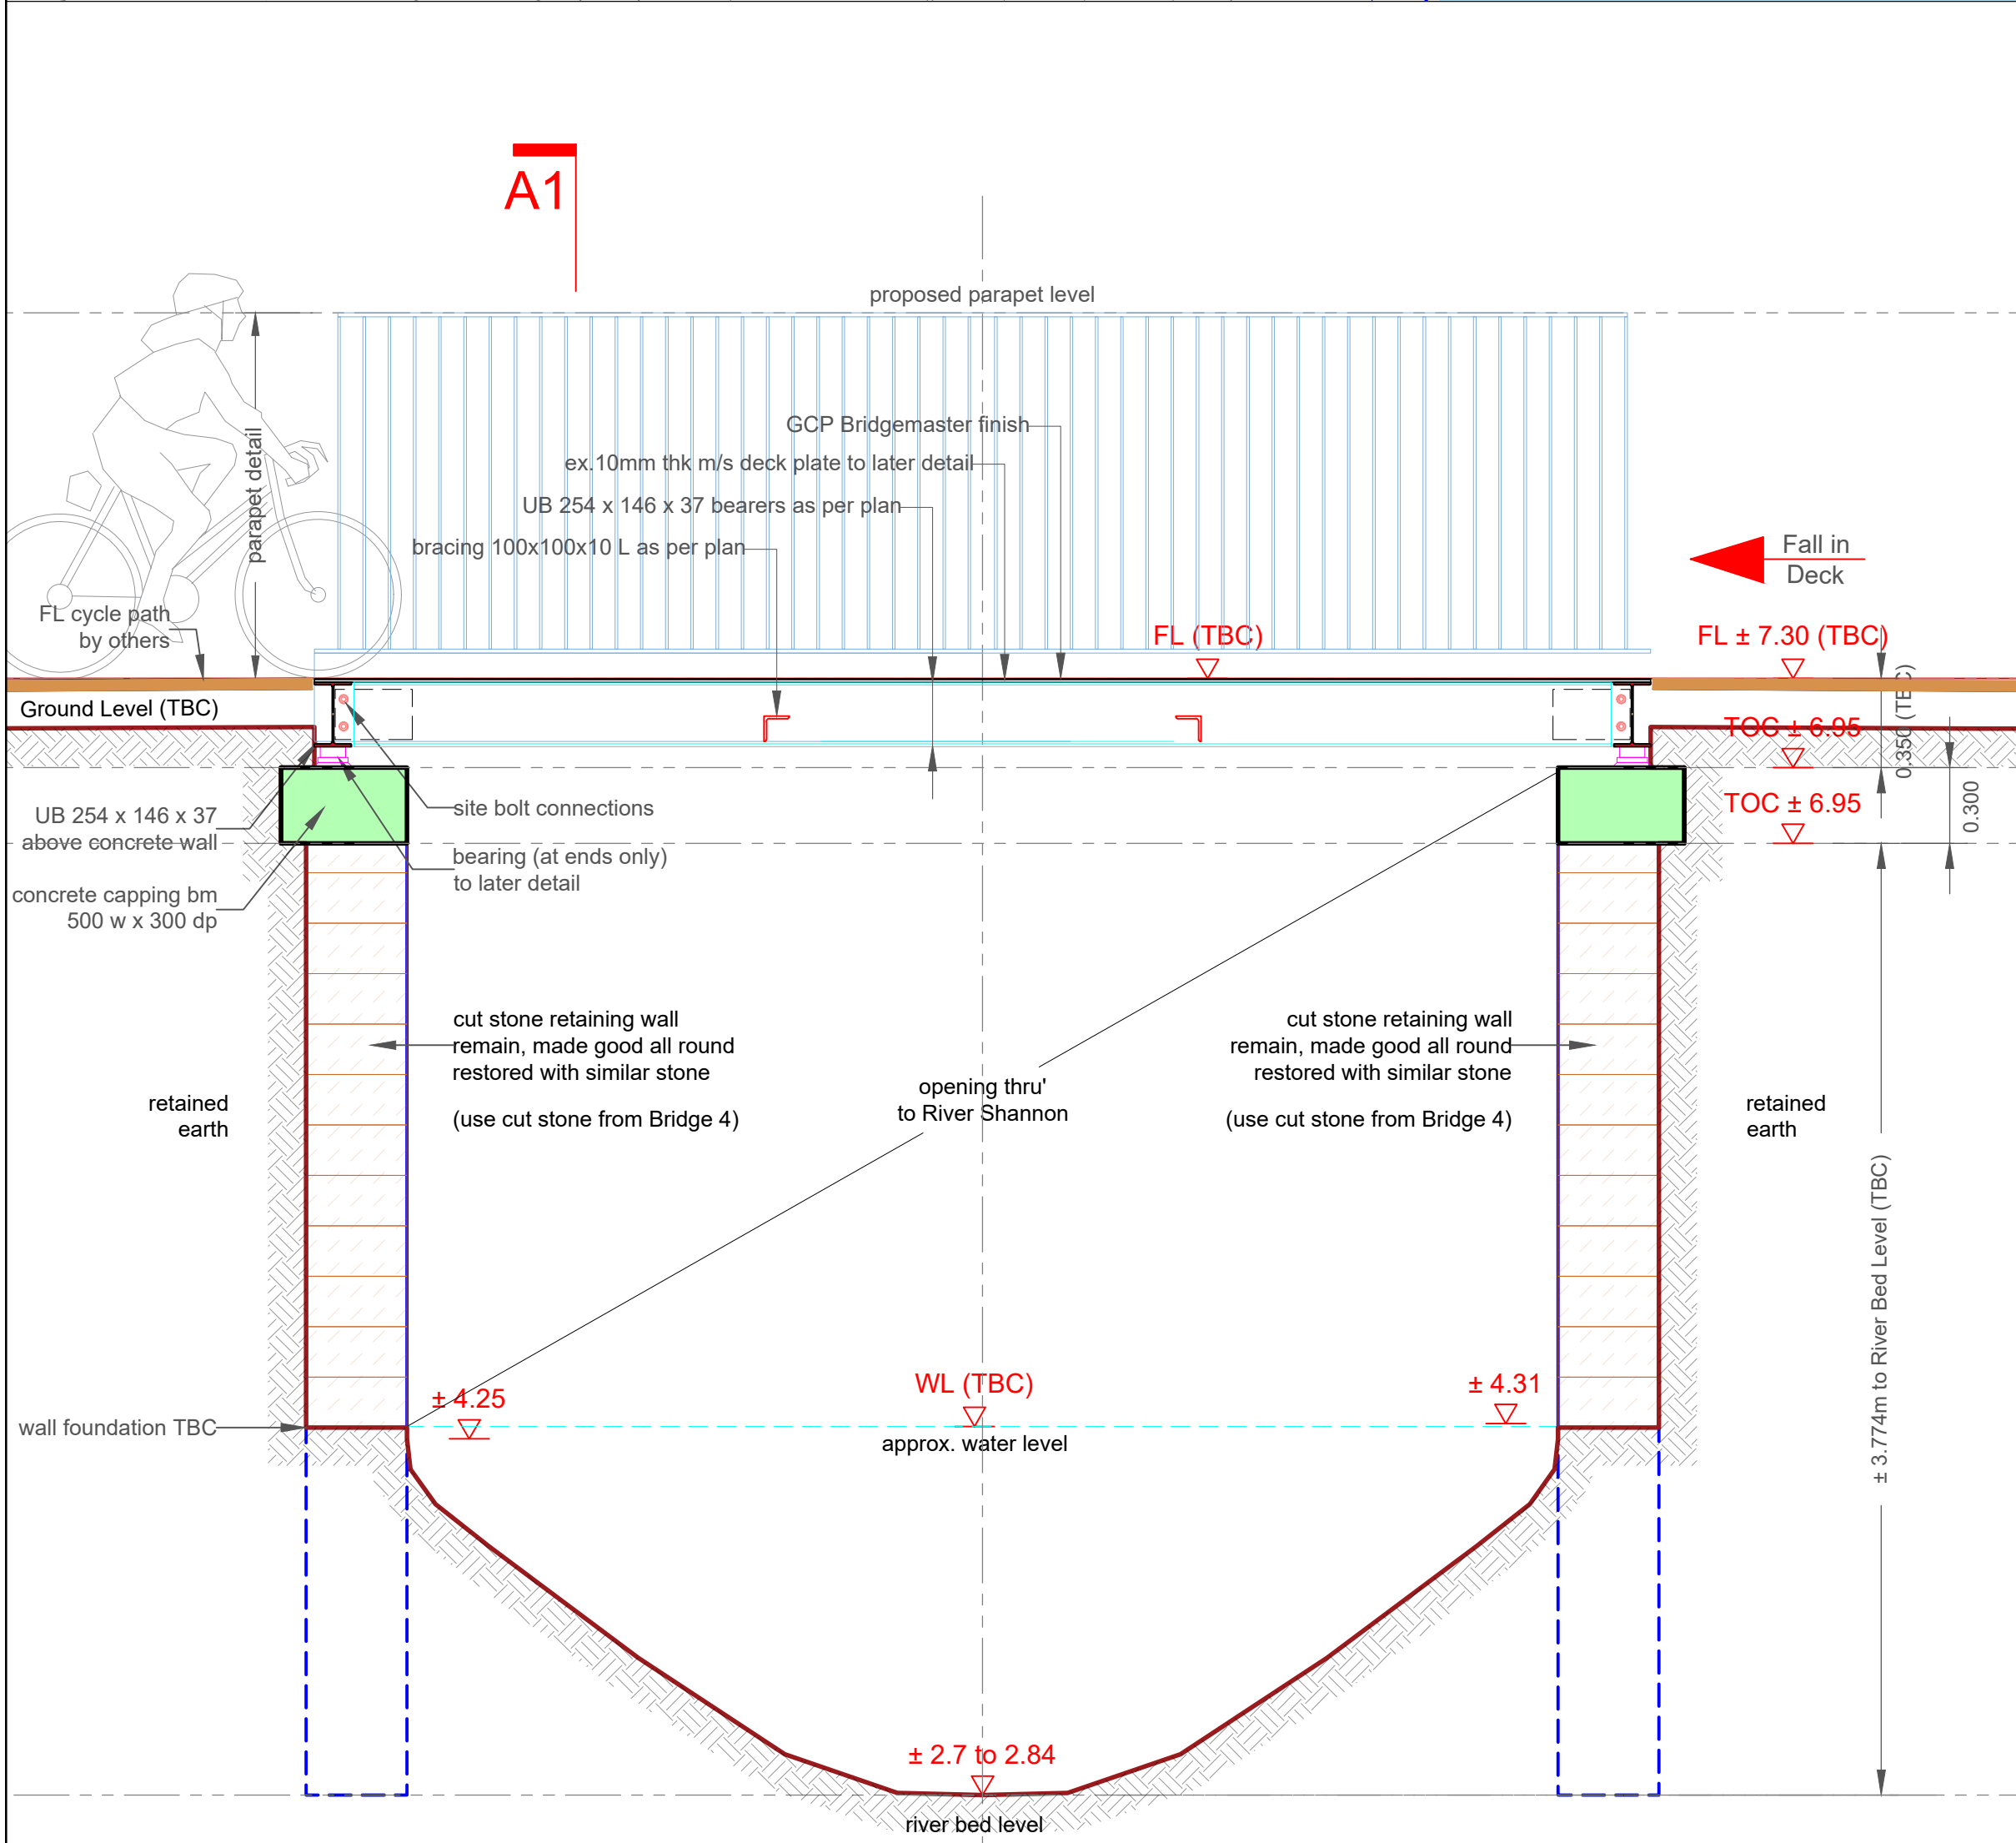 A1
proposed parapet level
parapet detail
GCP Bridgemaster finish
ex.10mm thk m/s deck plate to later detail
UB 254 x 146 x 37 bearers as per plan
bracing 100x100x10 L as per plan
Fall in
Deck
FL cycle path
by others
FL (TBC)
FL ± 7.30 (TBC)
Ground Level (TBC)
0.350 (TBC)
TOC ± 6.95
TOC ± 6.95
0.300
UB 254 x 146 x 37
above concrete wall
site bolt connections
bearing (at ends only)
to later detail
concrete capping bm
500 w x 300 dp
cut stone retaining wall
remain, made good all round
restored with similar stone
(use cut stone from Bridge 4)
cut stone retaining wall
remain, made good all round
restored with similar stone
(use cut stone from Bridge 4)
opening thru'
to River Shannon
retained
earth
retained
earth
± 3.774m to River Bed Level (TBC)
± 4.25
WL (TBC)
± 4.31
wall foundation TBC
approx. water level
± 2.7 to 2.84
river bed level